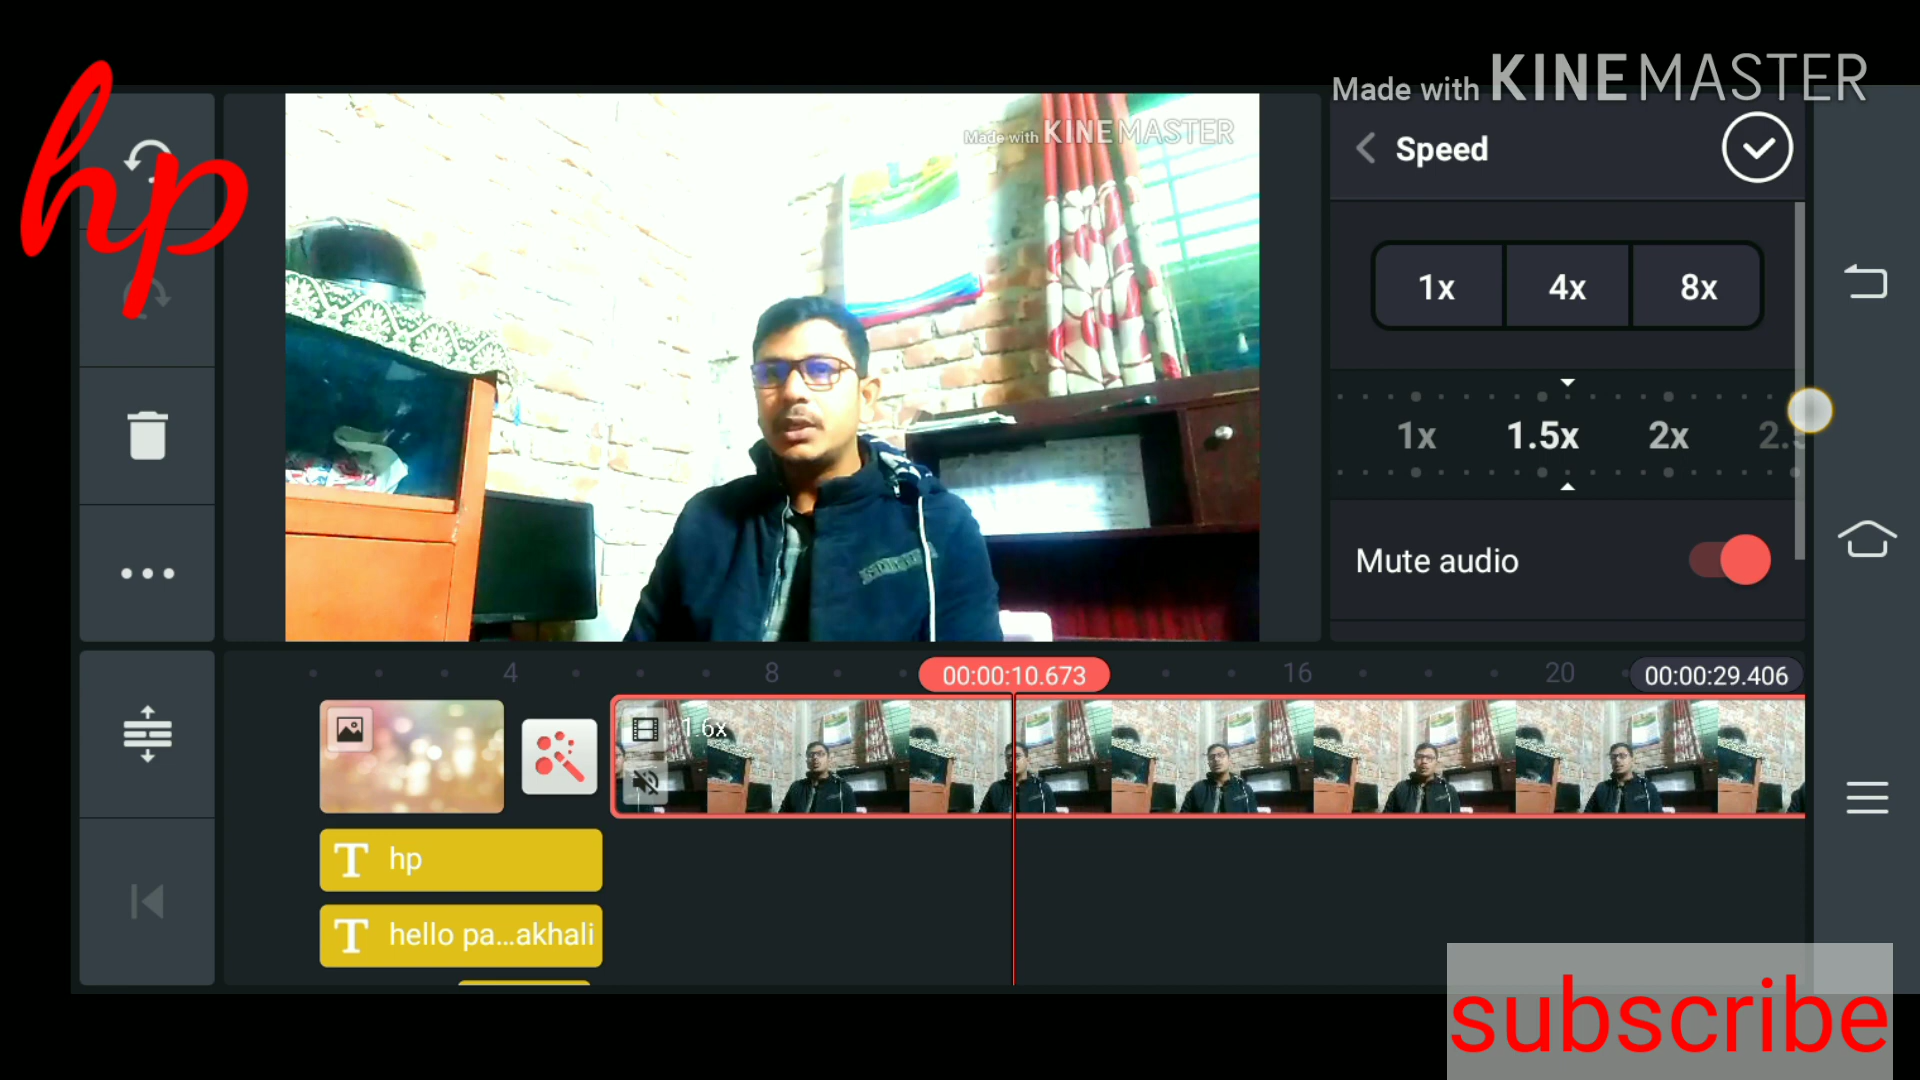 hp
Made with KINEMASTER
Made with KINEMASTER
Speed
1x 4x 8x
1x 1.5x 2x 2.5
Mute audio
4 8 00:00:10.673 16 20 00:00:29.406
1.6x
T hp
T hello pa...akhali
subscribe